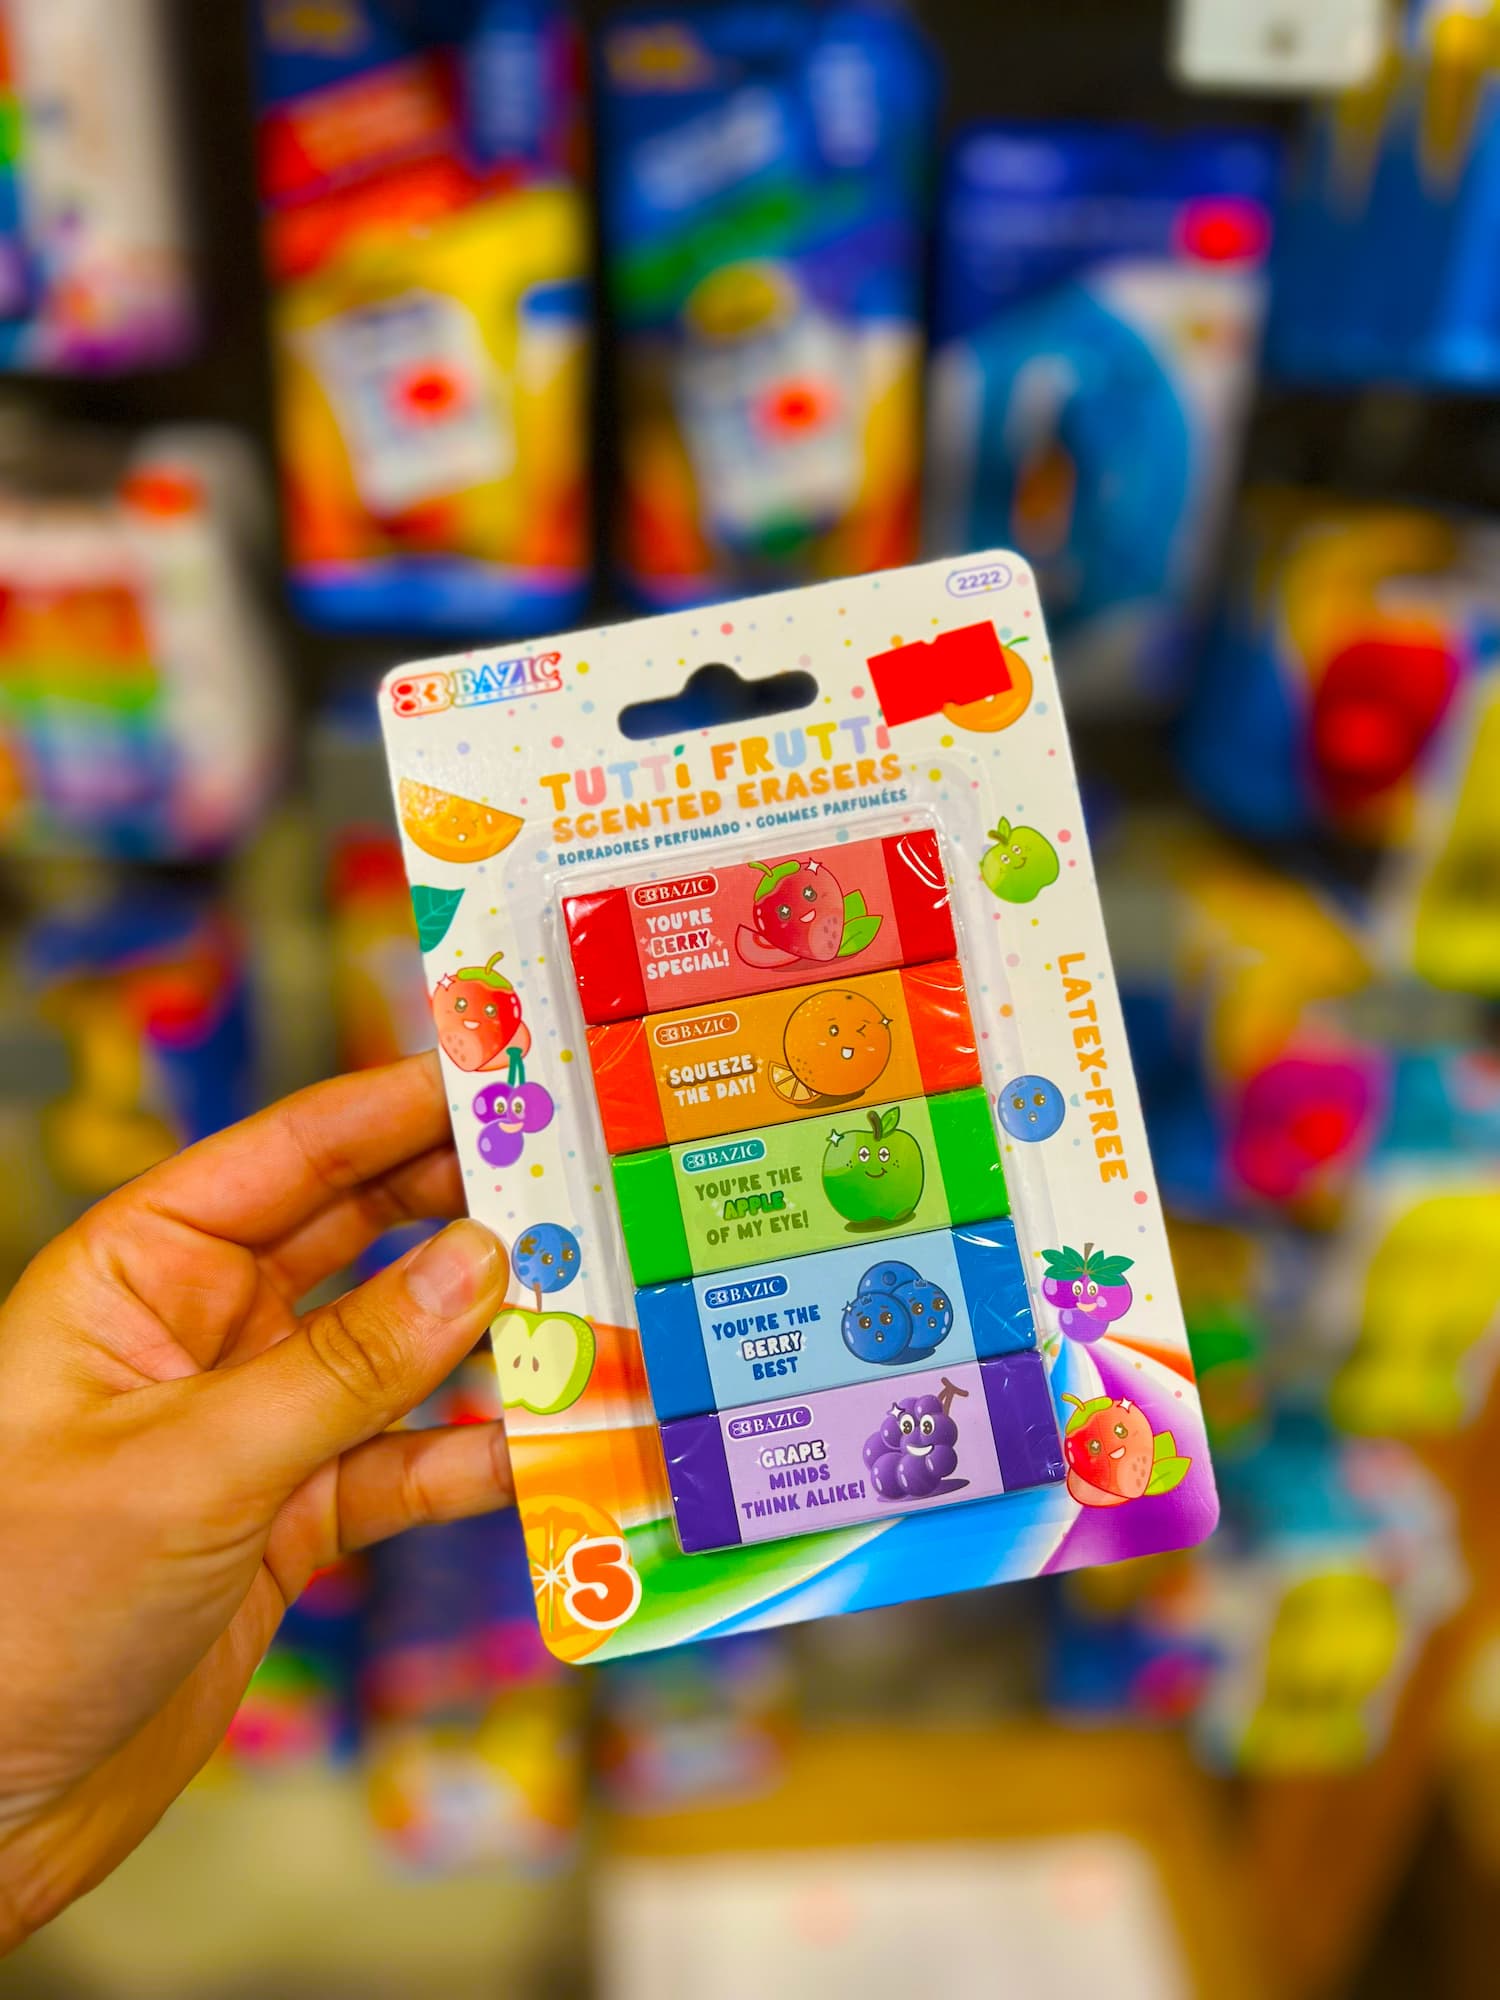 2222
BAZIC
PRODUCTS
TUTTi FRUTTi
SCENTED ERASERS
BORRADORES PERFUMADO • GOMMES PARFUMÉES
BAZIC
YOU'RE
BERRY
SPECIAL!
BAZIC
SQUEEZE
THE DAY!
BAZIC
YOU'RE THE
APPLE
OF MY EYE!
BAZIC
YOU'RE THE
BERRY
BEST
BAZIC
GRAPE
MINDS
THINK ALIKE!
LATEX-FREE
5